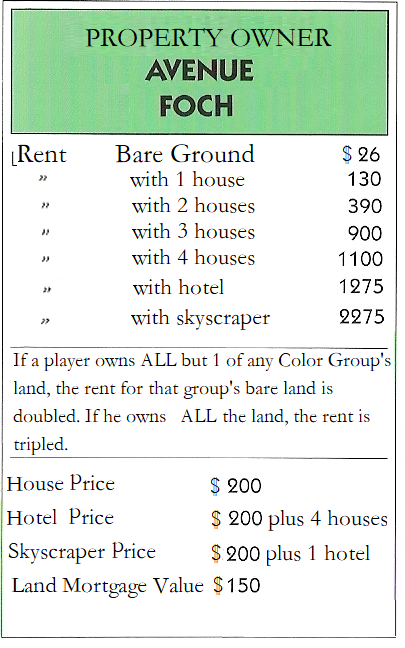 PROPERTY OWNER
AVENUE
FOCH
Rent Bare Ground $ 26
” with 1 house 130
” with 2 houses 390
” with 3 houses 900
” with 4 houses 1100
” with hotel 1275
” with skyscraper 2275
If a player owns ALL but 1 of any Color Group's
land, the rent for that group's bare land is
doubled. If he owns ALL the land, the rent is
tripled.
House Price $ 200
Hotel Price $ 200 plus 4 houses
Skyscraper Price $ 200 plus 1 hotel
Land Mortgage Value $ 150